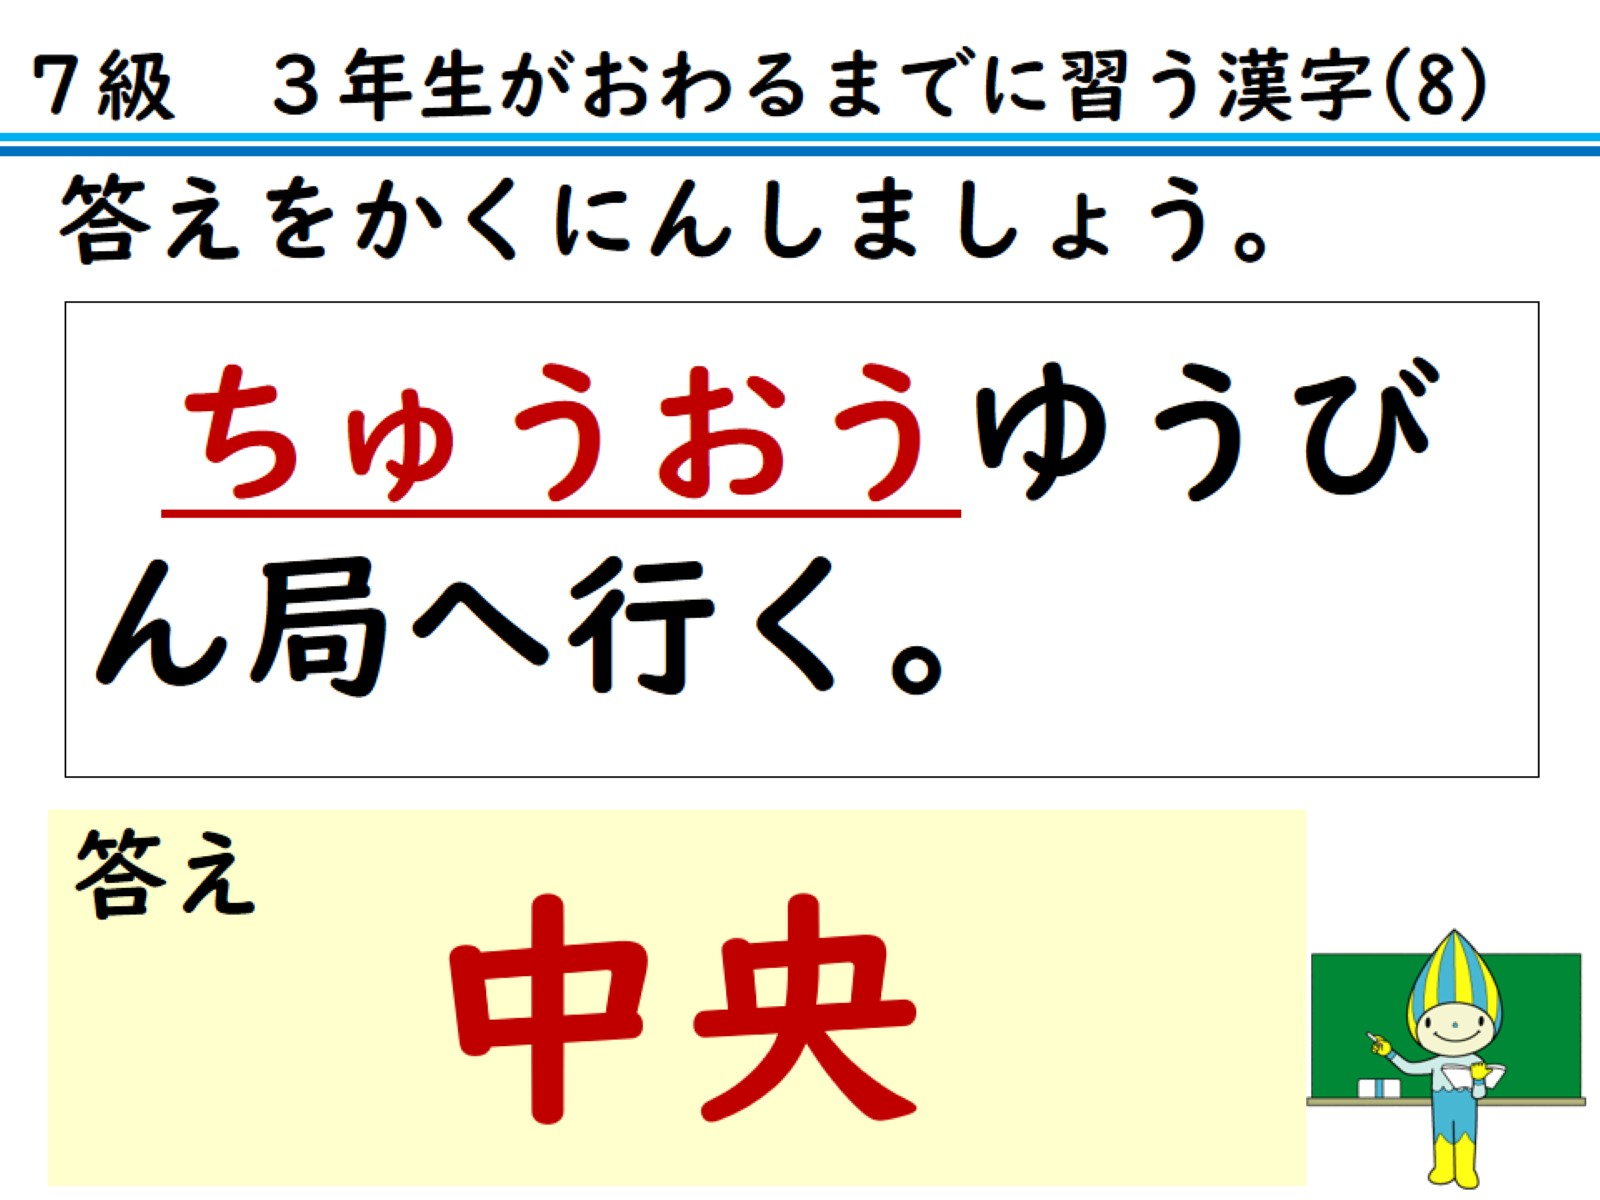 ７級　３年生がおわるまでに習う漢字(8)
答えをかくにんしましょう。
ちゅうおうゆうび
ん局へ行く。
答え
中央